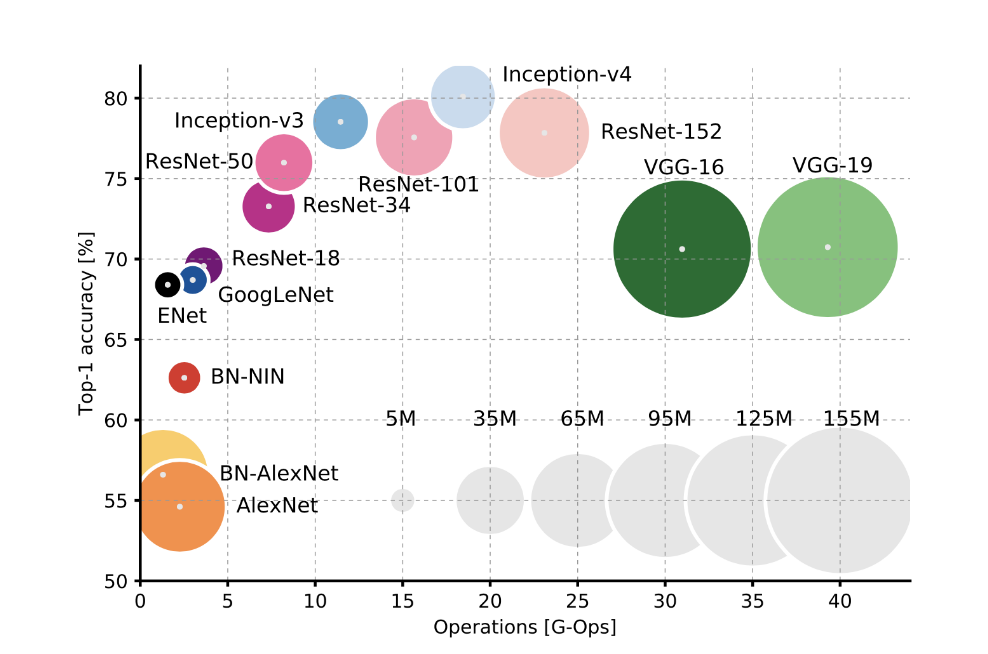 80
75
70
65
60
55
50
Top-1 accuracy [%]
Inception-v4
Inception-v3
ResNet-152
ResNet-50
VGG-16
VGG-19
ResNet-101
ResNet-34
ResNet-18
GoogLeNet
ENet
BN-NIN
5M 35M 65M 95M 125M 155M
BN-AlexNet
AlexNet
0 5 10 15 20 25 30 35 40
Operations [G-Ops]